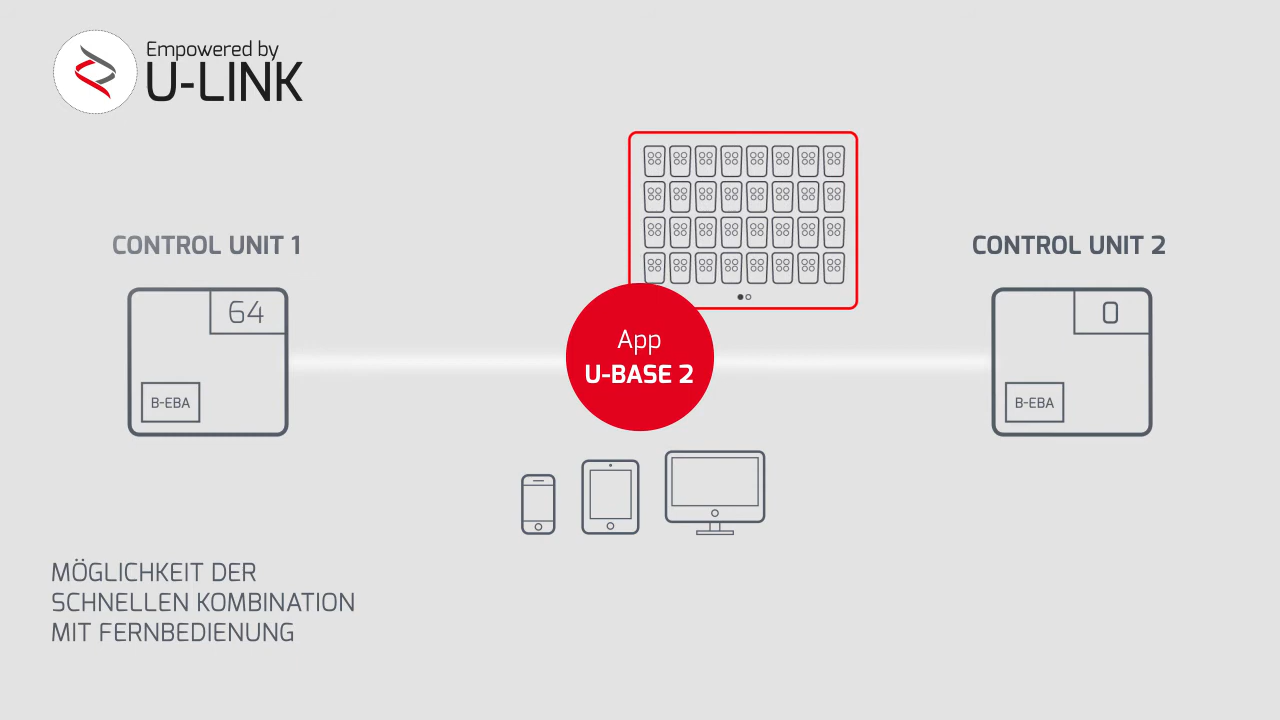 Empowered by
U-LINK
CONTROL UNIT 1
CONTROL UNIT 2
64
0
App
U-BASE 2
B-EBA
B-EBA
MÖGLICHKEIT DER
SCHNELLEN KOMBINATION
MIT FERNBEDIENUNG